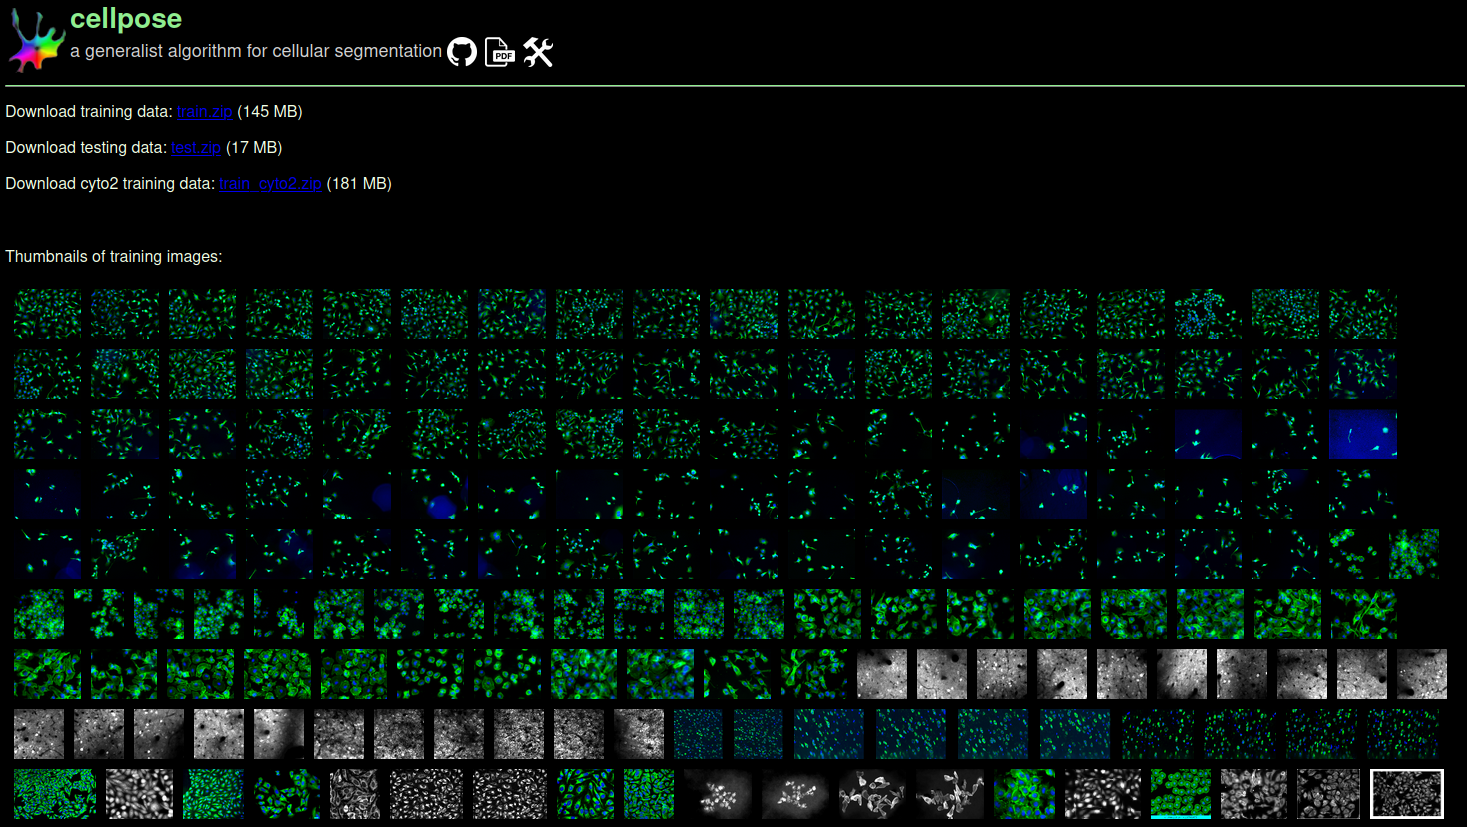 cellpose
a generalist algorithm for cellular segmentation PDF
Download training data: train.zip (145 MB)
Download testing data: test.zip (17 MB)
Download cyto2 training data: train_cyto2.zip (181 MB)
Thumbnails of training images: